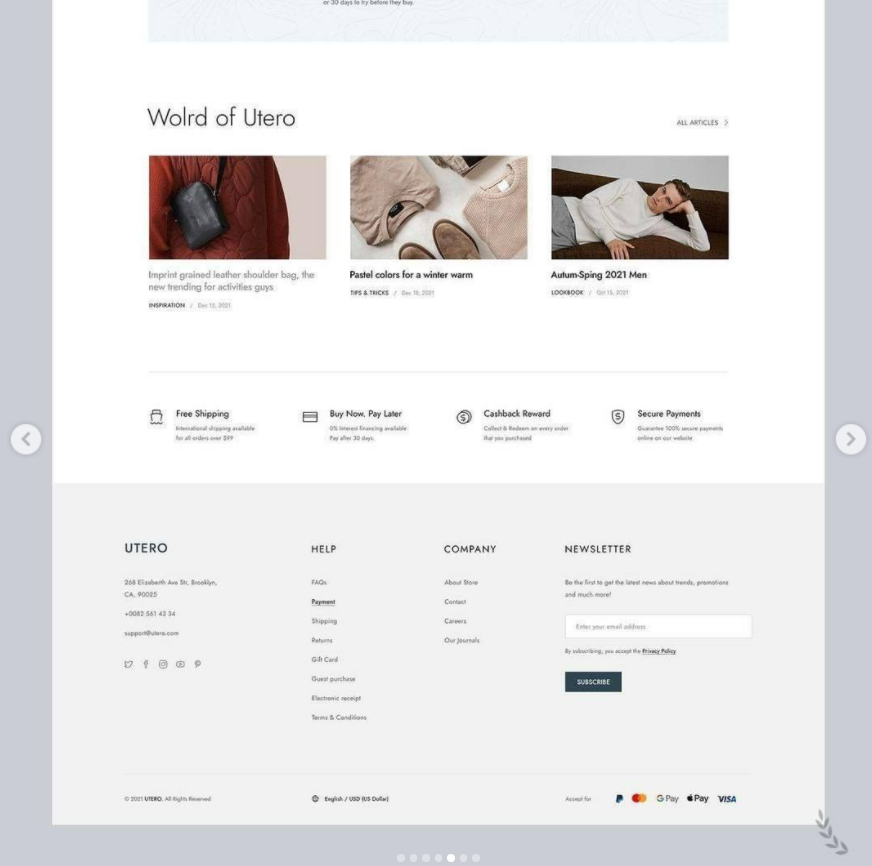 or 30 days to try before they buy.
Wolrd of Utero
ALL ARTICLES
Imprint grained leather shoulder bag, the
new trending for activities guys
INSPIRATION / Dec 15, 2021
Pastel colors for a winter warm
TIPS & TRICKS / Dec 10, 2021
Autum-Sping 2021 Men
LOOKBOOK / Oct 15, 2021
Free Shipping
International shipping available
for all orders over $99
Buy Now, Pay Later
0% Interest financing available
Pay after 30 days.
Cashback Reward
Collect & Redeem on every order
that you purchased
Secure Payments
Guarantee 100% secure payments
online on our website
UTERO
268 Elizaberth Ave Str, Brooklyn,
CA, 90025
+0082 561 43 34
support@utero.com
HELP
FAQs
Payment
Shipping
Returns
Gift Card
Guest purchase
Electronic receipt
Terms & Conditions
COMPANY
About Store
Contact
Careers
Our Journals
NEWSLETTER
Be the first to get the latest news about trends, promotions
and much more!
Enter your email address
By subscribing, you accept the Privacy Policy
SUBSCRIBE
© 2021 UTERO. All Rights Reserved
English / USD (US Dollar)
Accept for
G Pay
Pay
VISA